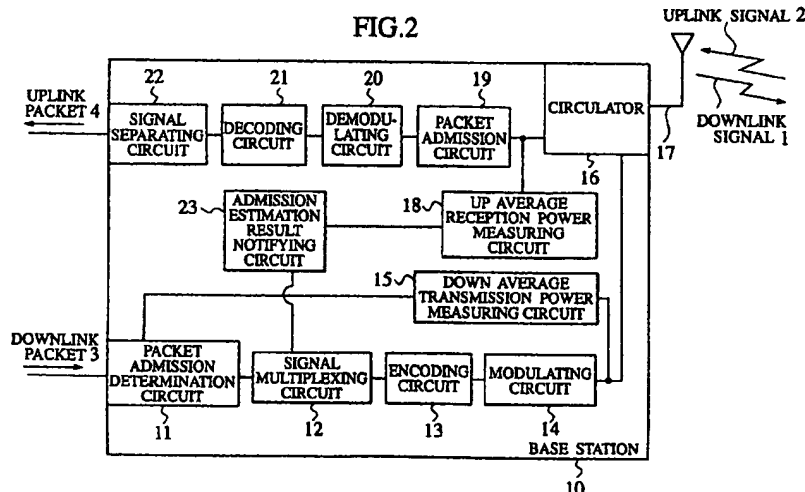 FIG.2
UPLINK SIGNAL 2
DOWNLINK
SIGNAL 1
UPLINK
PACKET 4
22
SIGNAL
SEPARATING
CIRCUIT
21
DECODING
CIRCUIT
20
DEMODU-
LATING
CIRCUIT
19
PACKET
ADMISSION
CIRCUIT
CIRCULATOR
16
17
23
ADMISSION
ESTIMATION
RESULT
NOTIFYING
CIRCUIT
18
UP AVERAGE
RECEPTION POWER
MEASURING
CIRCUIT
15
DOWN AVERAGE
TRANSMISSION POWER
MEASURING CIRCUIT
DOWNLINK
PACKET 3
PACKET
ADMISSION
DETERMINATION
CIRCUIT
11
SIGNAL
MULTIPLEXING
CIRCUIT
12
ENCODING
CIRCUIT
13
MODULATING
CIRCUIT
14
BASE STATION
10